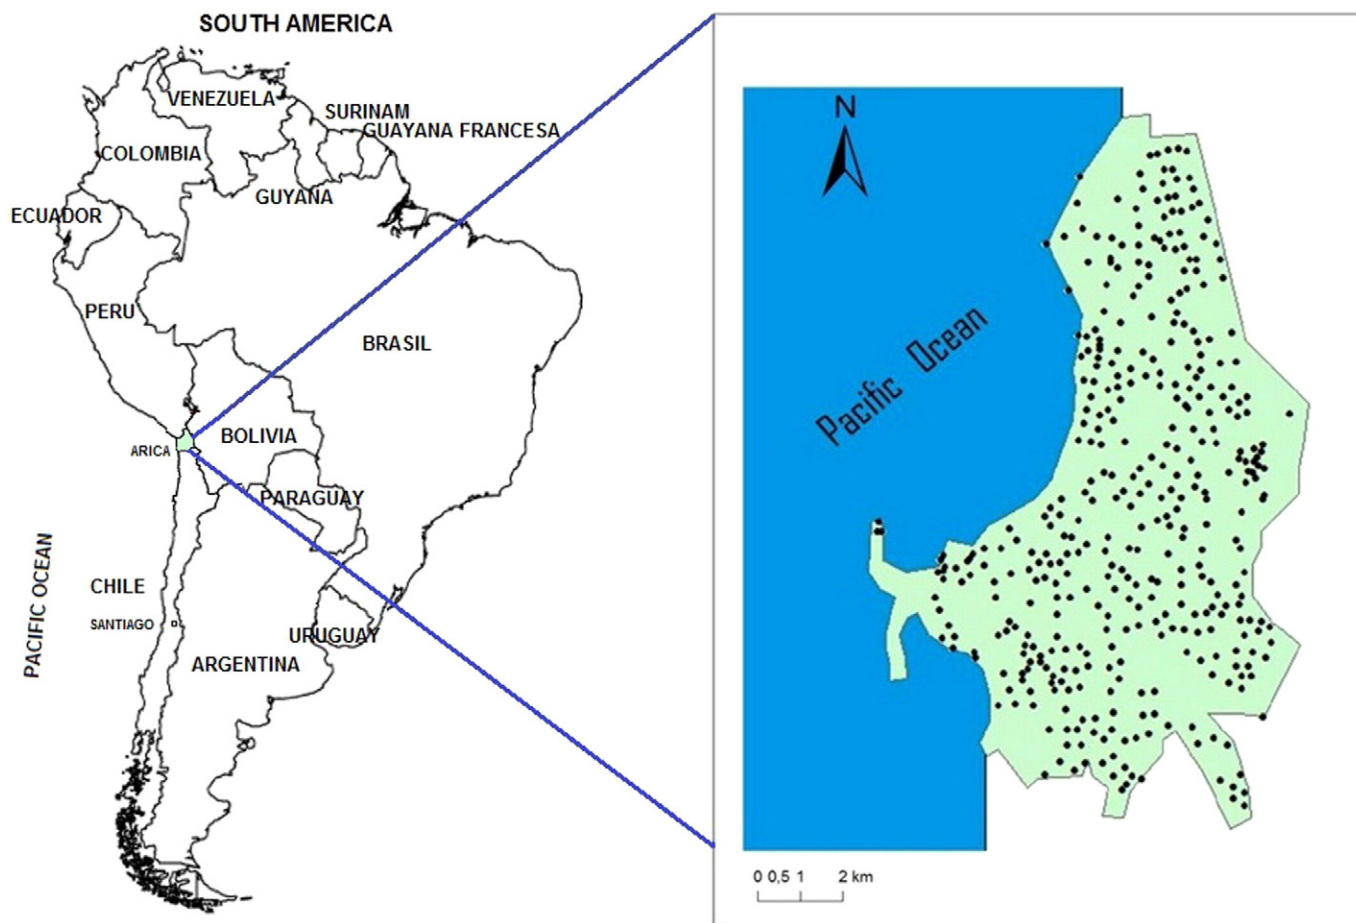 SOUTH AMERICA
VENEZUELA
SURINAM
GUAYANA FRANCESA
COLOMBIA
GUYANA
ECUADOR
PERU
BRASIL
BOLIVIA
ARICA
PARAGUAY
PACIFIC OCEAN
CHILE
SANTIAGO
URUGUAY
ARGENTINA
N
Pacific Ocean
0 0,5 1 2 km